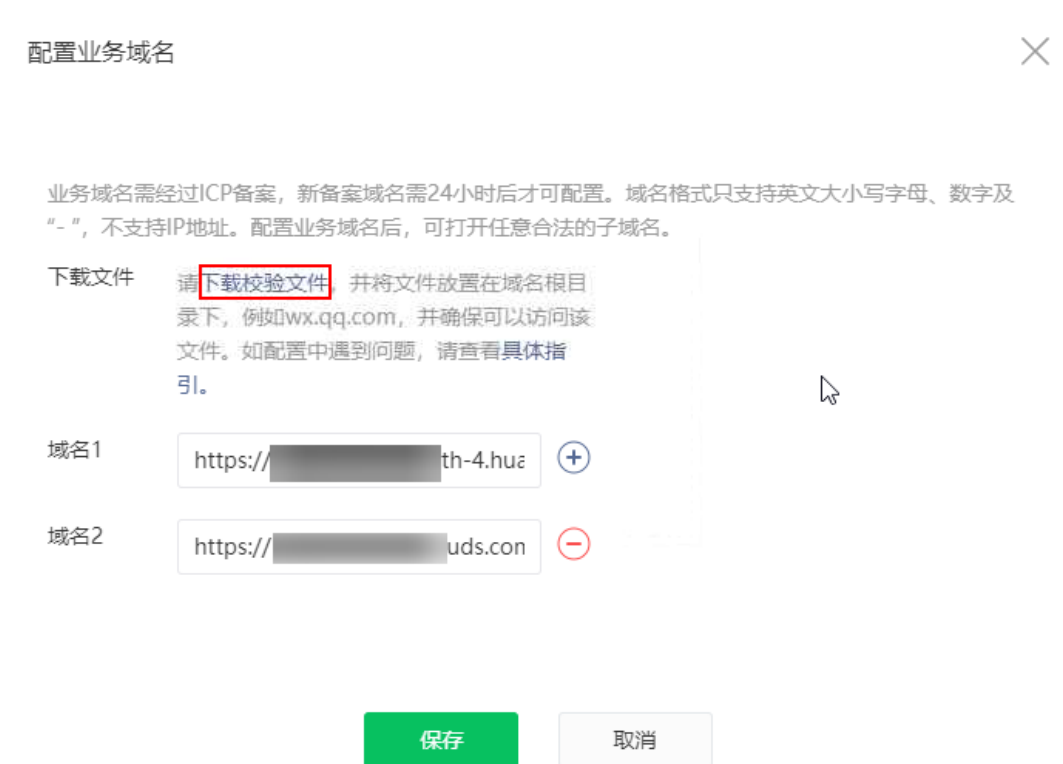 配置业务域名
业务域名需经过ICP备案，新备案域名需24小时后才可配置。域名格式只支持英文大小写字母、数字及
“- ”，不支持IP地址。配置业务域名后，可打开任意合法的子域名。
下载文件
请下载校验文件，并将文件放置在域名根目
录下，例如wx.qq.com，并确保可以访问该
文件。如配置中遇到问题，请查看具体指
引。
域名1
https:// th-4.hua
域名2
https:// uds.con
保存 取消